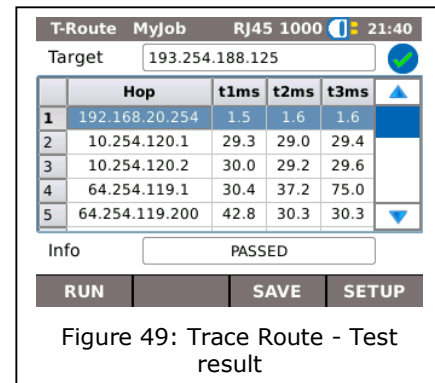 T-Route MyJob RJ45 1000 21:40
Target 193.254.188.125
Hop t1ms t2ms t3ms
1 192.168.20.254 1.5 1.6 1.6
2 10.254.120.1 29.3 29.0 29.4
3 10.254.120.2 30.0 29.2 29.6
4 64.254.119.1 30.4 37.2 75.0
5 64.254.119.200 42.8 30.3 30.3
Info PASSED
RUN SAVE SETUP
Figure 49: Trace Route - Test
result